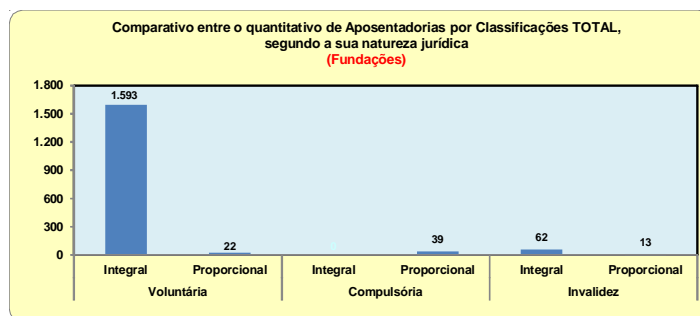 Comparativo entre o quantitativo de Aposentadorias por Classificações TOTAL,
segundo a sua natureza jurídica
(Fundações)
1.800
1.500
1.200
900
600
300
0
1.593
22
0
39
62
13
Integral Proporcional Integral Proporcional Integral Proporcional
Voluntária Compulsória Invalidez